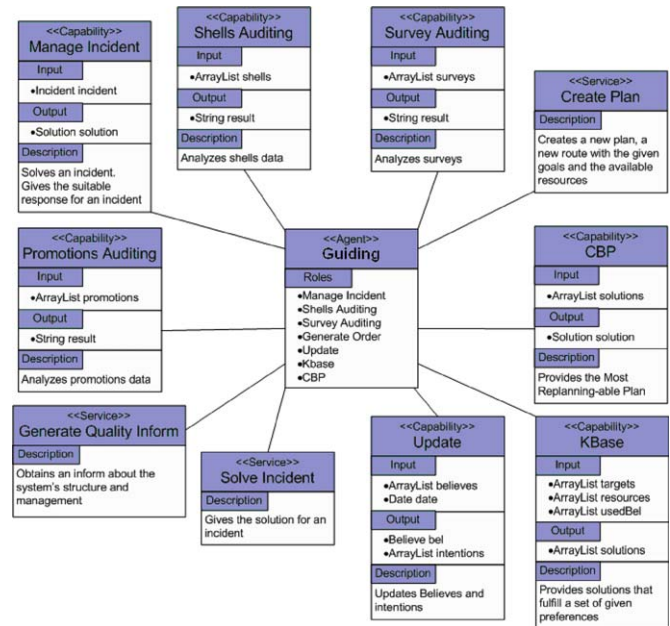 <<Capability>>
Manage Incident
Input
•Incident incident
Output
•Solution solution
Description
Solves an incident.
Gives the suitable
response for an incident
<<Capability>>
Shells Auditing
Input
•ArrayList shells
Output
•String result
Description
Analyzes shells data
<<Capability>>
Survey Auditing
Input
•ArrayList surveys
Output
•String result
Description
Analyzes surveys
<<Service>>
Create Plan
Description
Creates a new plan, a
new route with the given
goals and the available
resources
<<Capability>>
Promotions Auditing
Input
•ArrayList promotions
Output
•String result
Description
Analyzes promotions data
<<Agent>>
Guiding
Roles
•Manage Incident
•Shells Auditing
•Survey Auditing
•Generate Order
•Update
•Kbase
•CBP
<<Capability>>
CBP
Input
•ArrayList solutions
Output
•Solution solution
Description
Provides the Most
Replanning-able Plan
<<Service>>
Generate Quality Inform
Description
Obtains an inform about the
system's structure and
management
<<Service>>
Solve Incident
Description
Gives the solution for an
incident
<<Capability>>
Update
Input
•ArrayList believes
•Date date
Output
•Believe bel
•ArrayList intentions
Description
Updates Believes and
intentions
<<Capability>>
KBase
Input
•ArrayList targets
•ArrayList resources
•ArrayList usedBel
Output
•ArrayList solutions
Description
Provides solutions that
fulfill a set of given
preferences